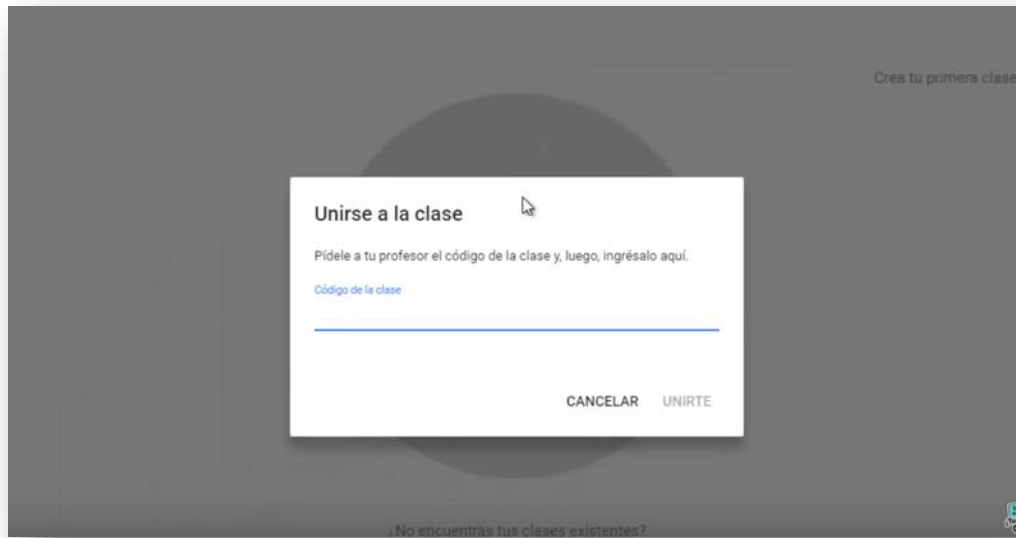 Crea tu primera clase
Unirse a la clase
Pídele a tu profesor el código de la clase y, luego, ingrésalo aquí.
Código de la clase
CANCELAR UNIRTE
¿No encuentras tus clases existentes?